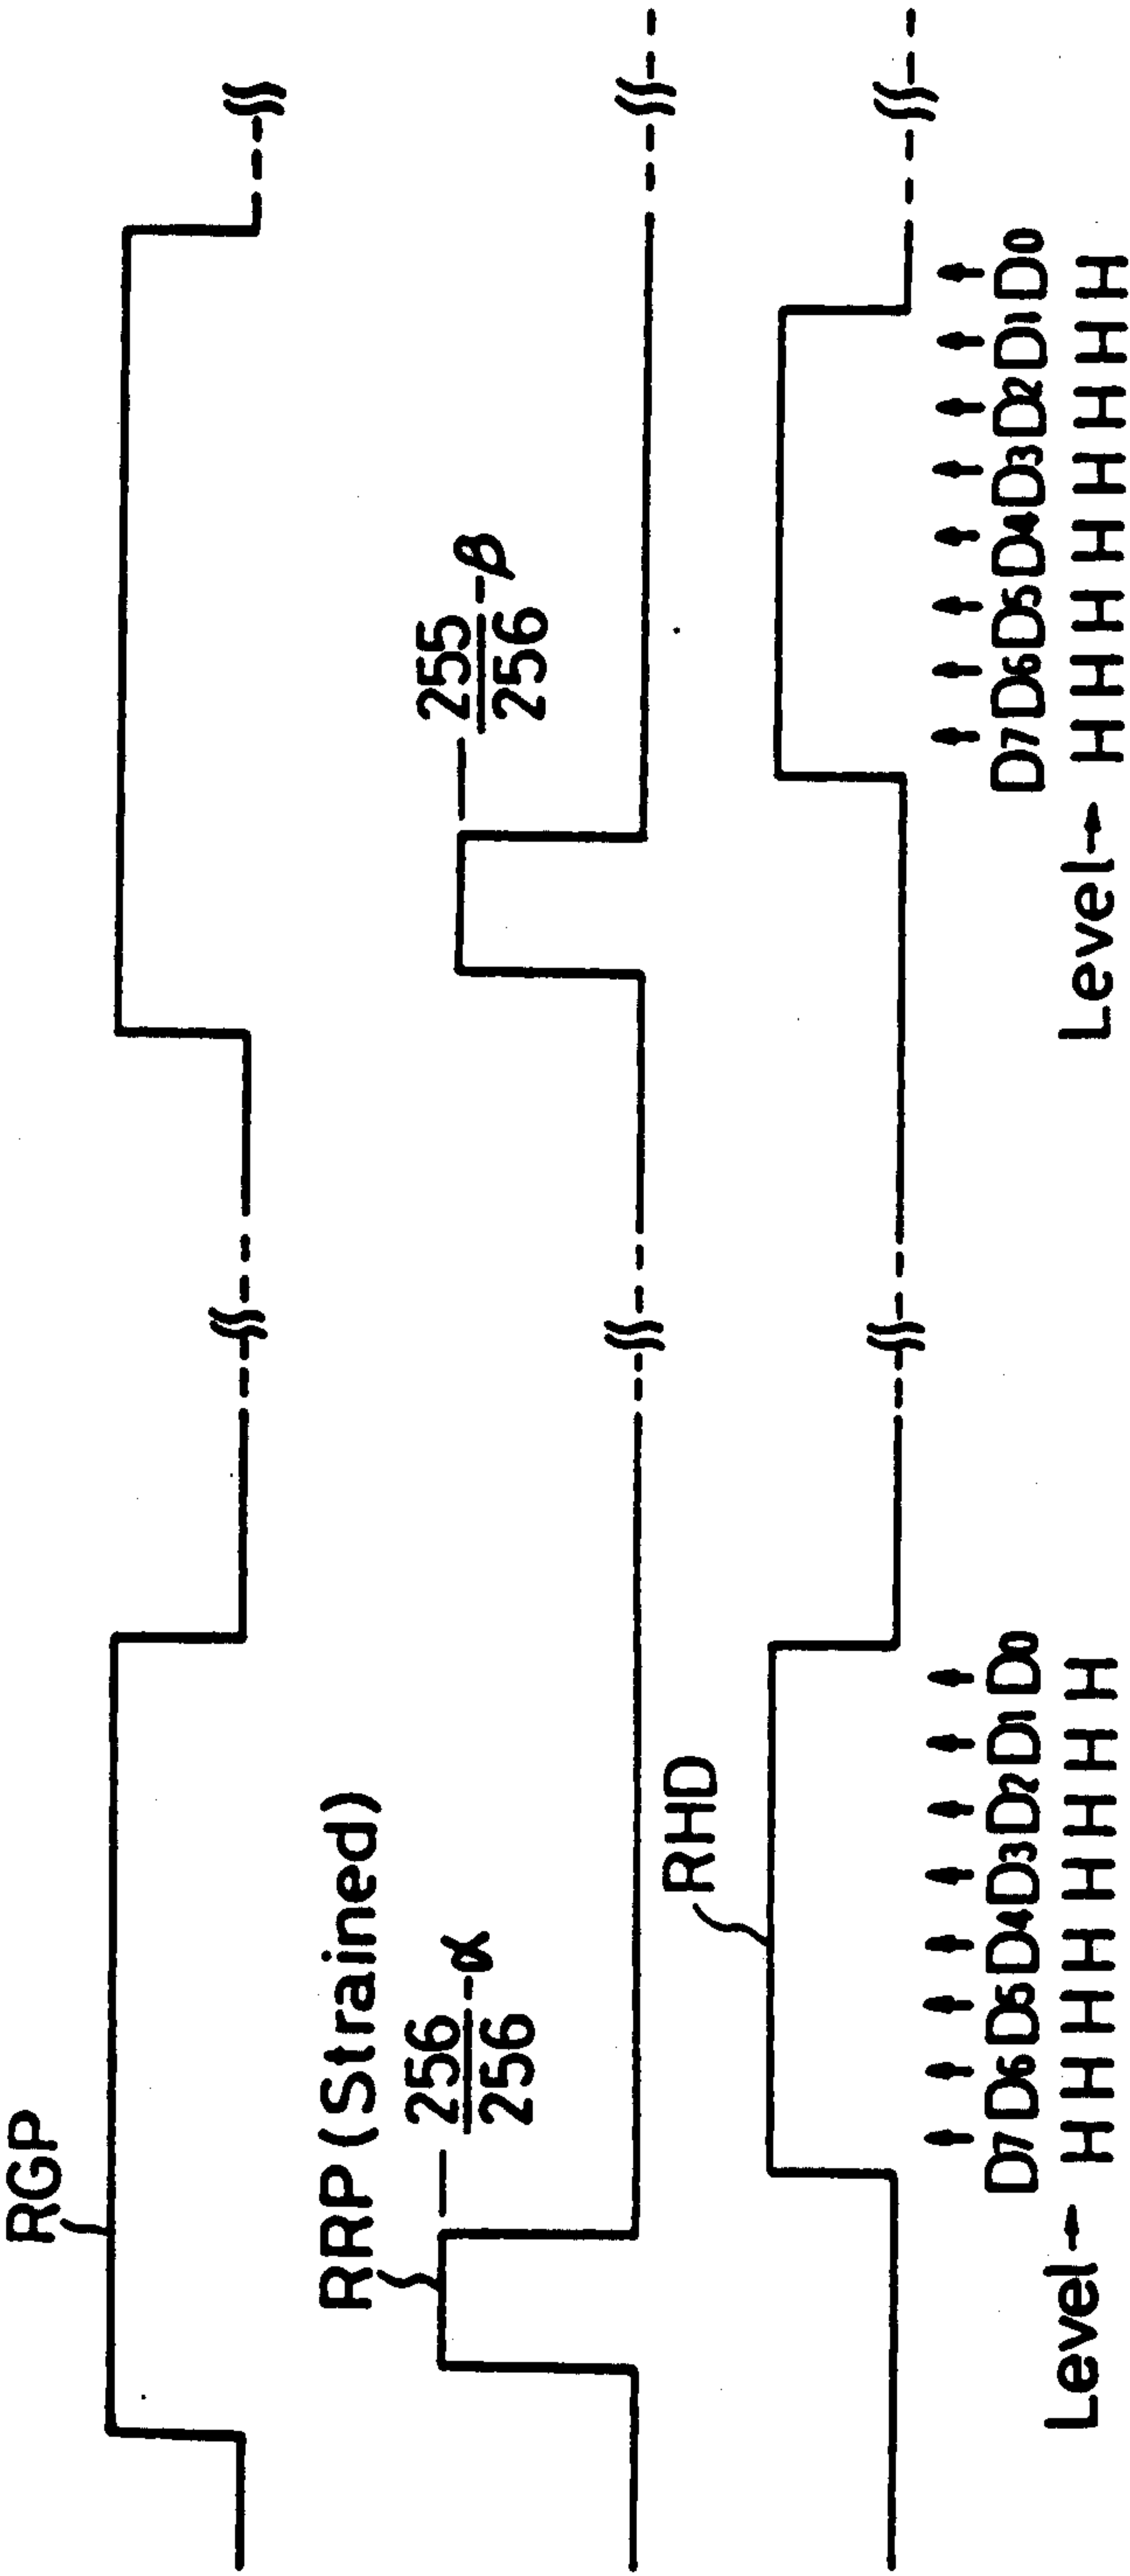 RGP
RRP (Strained)
256/256 -α
255/256 -β
RHD
D7 D6 D5 D4 D3 D2 D1 D0
Level→ H H H H H H H H
D7 D6 D5 D4 D3 D2 D1 D0
Level→ H H H H H H H H